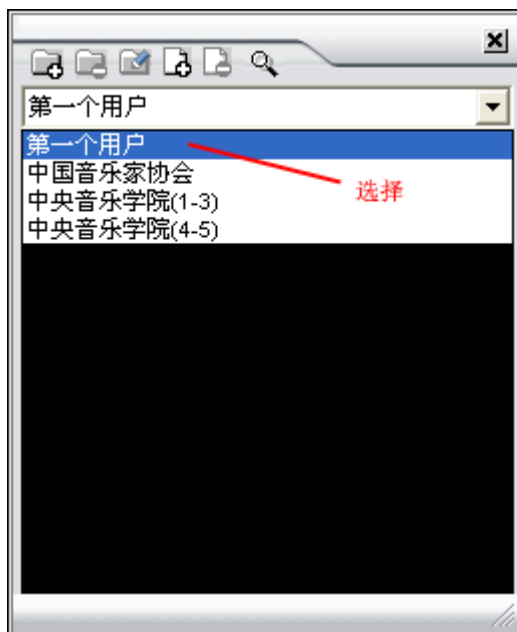 第一个用户
第一个用户
中国音乐家协会
选择
中央音乐学院(1-3)
中央音乐学院(4-5)